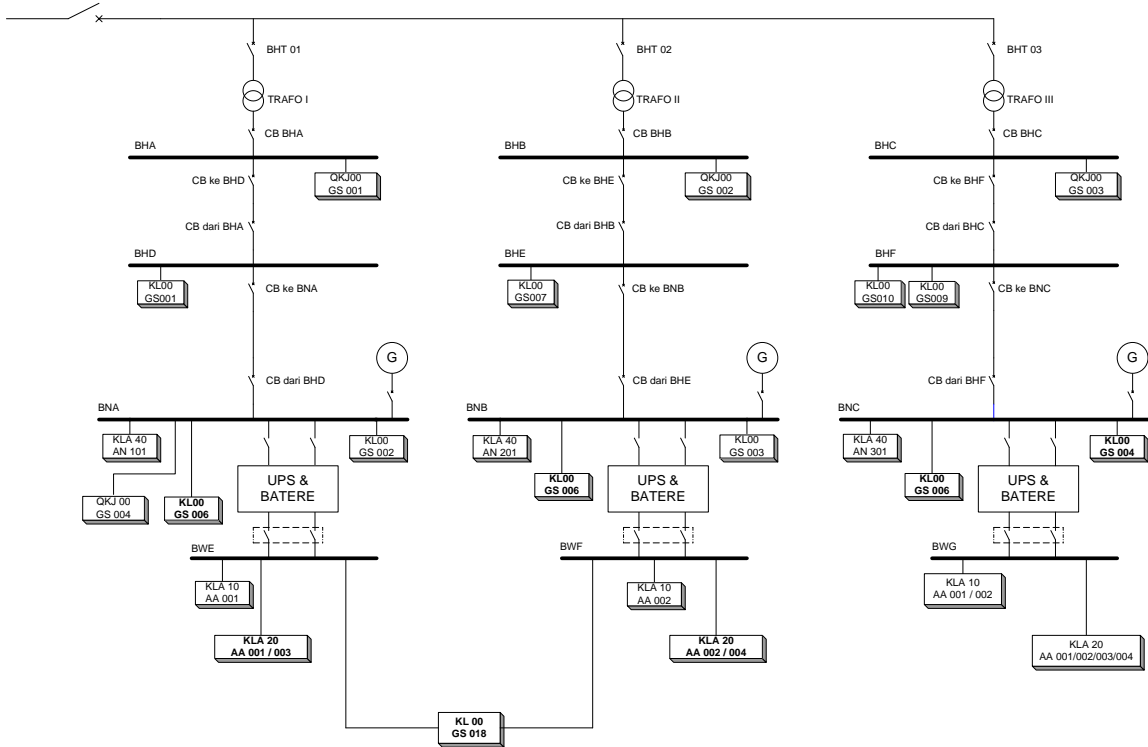 BHT 01
BHT 02
BHT 03
TRAFO I
TRAFO II
TRAFO III
CB BHA
CB BHB
CB BHC
BHA
BHB
BHC
CB ke BHD
QKJ00
GS 001
CB ke BHE
QKJ00
GS 002
CB ke BHF
QKJ00
GS 003
CB dari BHA
CB dari BHB
CB dari BHC
BHD
BHE
BHF
KL00
GS001
CB ke BNA
KL00
GS007
CB ke BNB
KL00
GS010
KL00
GS009
CB ke BNC
G
G
G
CB dari BHD
CB dari BHE
CB dari BHF
BNA
BNB
BNC
KLA 40
AN 101
KL00
GS 002
KLA 40
AN 201
KL00
GS 003
KLA 40
AN 301
KL00
GS 004
QKJ 00
GS 004
KL00
GS 006
UPS &
BATERE
KL00
GS 006
UPS &
BATERE
KL00
GS 006
UPS &
BATERE
BWE
BWF
BWG
KLA 10
AA 001
KLA 10
AA 002
KLA 10
AA 001 / 002
KLA 20
AA 001 / 003
KLA 20
AA 002 / 004
KLA 20
AA 001/002/003/004
KL 00
GS 018